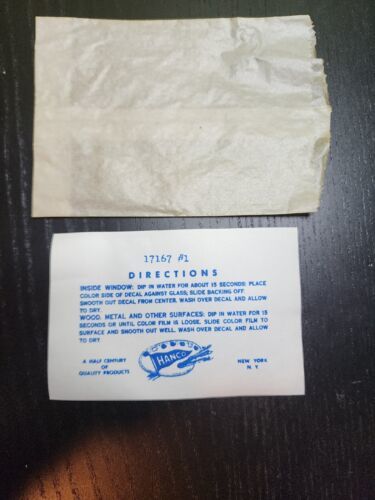 17167 #1
DIRECTIONS
INSIDE WINDOW: DIP IN WATER FOR ABOUT 15 SECONDS: PLACE
COLOR SIDE OF DECAL AGAINST GLASS; SLIDE BACKING OFF.
SMOOTH OUT DECAL FROM CENTER. WASH OVER DECAL AND ALLOW
TO DRY.
WOOD, METAL AND OTHER SURFACES: DIP IN WATER FOR 15
SECONDS OR UNTIL COLOR FILM IS LOOSE. SLIDE COLOR FILM TO
SURFACE AND SMOOTH OUT WELL. WASH OVER DECAL AND ALLOW
TO DRY.
A HALF CENTURY
OF
QUALITY PRODUCTS
HANCO
NEW YORK
N. Y.